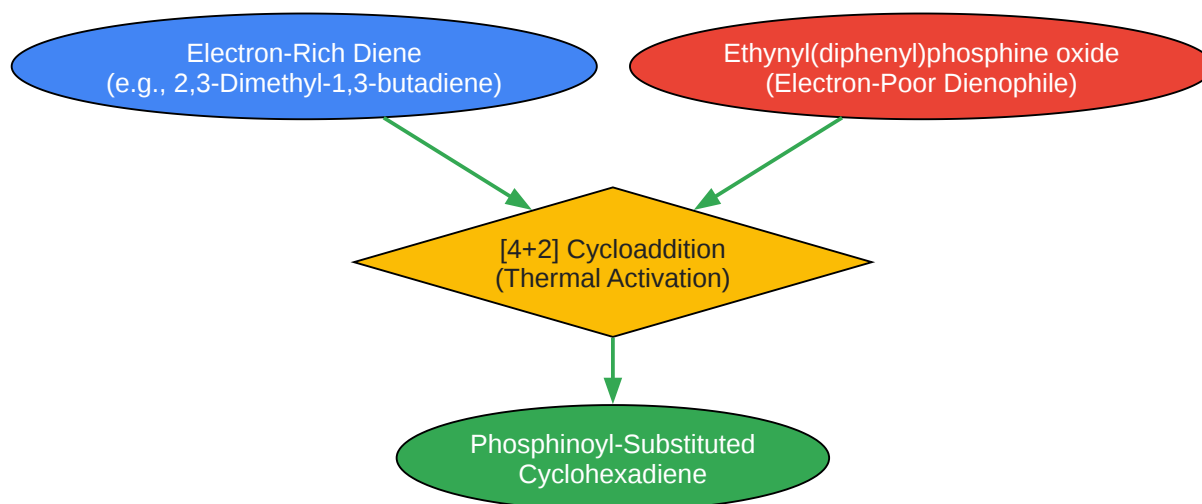 Electron-Rich Diene
(e.g., 2,3-Dimethyl-1,3-butadiene)
Ethynyl(diphenyl)phosphine oxide
(Electron-Poor Dienophile)
[4+2] Cycloaddition
(Thermal Activation)
Phosphinoyl-Substituted
Cyclohexadiene